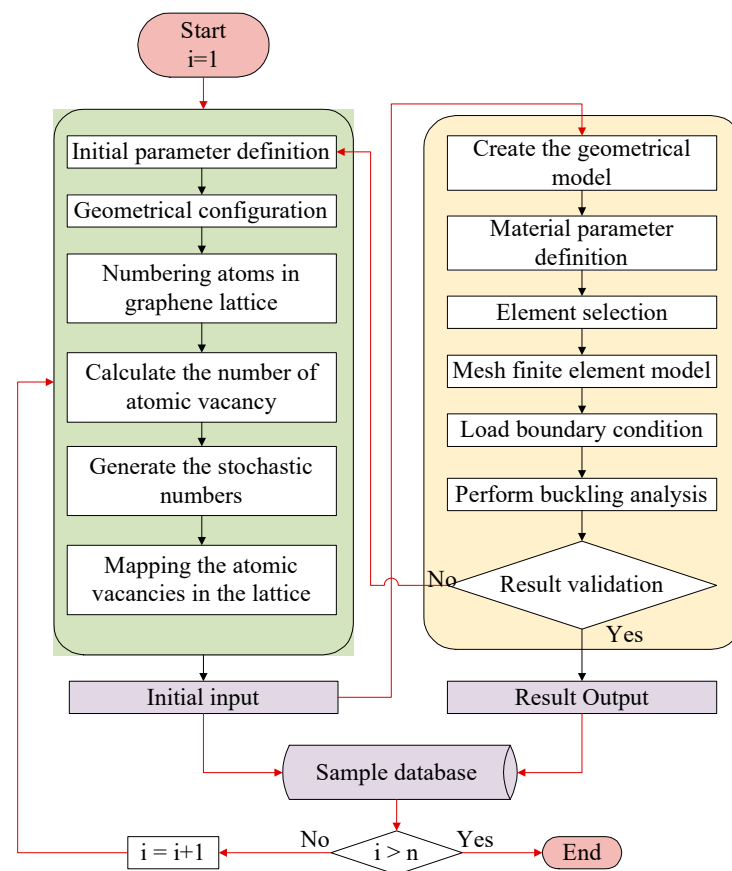 Start
i=1
Initial parameter definition
Geometrical configuration
Numbering atoms in
graphene lattice
Calculate the number of
atomic vacancy
Generate the stochastic
numbers
Mapping the atomic
vacancies in the lattice
Initial input
Create the geometrical
model
Material parameter
definition
Element selection
Mesh finite element model
Load boundary condition
Perform buckling analysis
No
Result validation
Yes
Result Output
Sample database
i = i+1
No
i > n
Yes
End